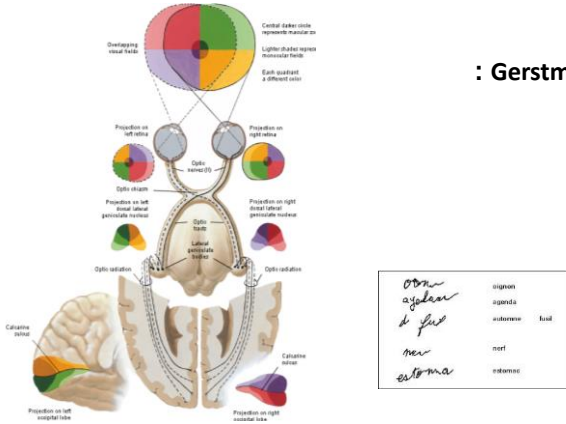 Overlapping
visual fields
Central darker circle
represents macular zo
Lighter shades repres
monocular fields
Each quadrant
a different color
: Gerstm
Projection on
left retina
Projection on
right retina
Optic
nerves (II)
Optic chiasm
Projection on left
dorsal lateral
geniculate nucleus
Projection on right
dorsal lateral
geniculate nucleus
Optic
tracts
Lateral
geniculate
bodies
Optic radiation
Optic radiation
Calcarine
sulcus
Calcarine
sulcus
Projection on left
occipital lobe
Projection on right
occipital lobe
oignon
agenda
automne fusil
nerf
estoma estomac